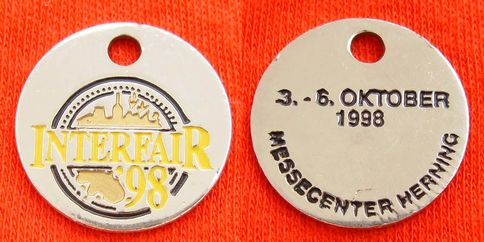 INTERFAIR
'98
3. - 6. OKTOBER
1998
MESSECENTER HERNING